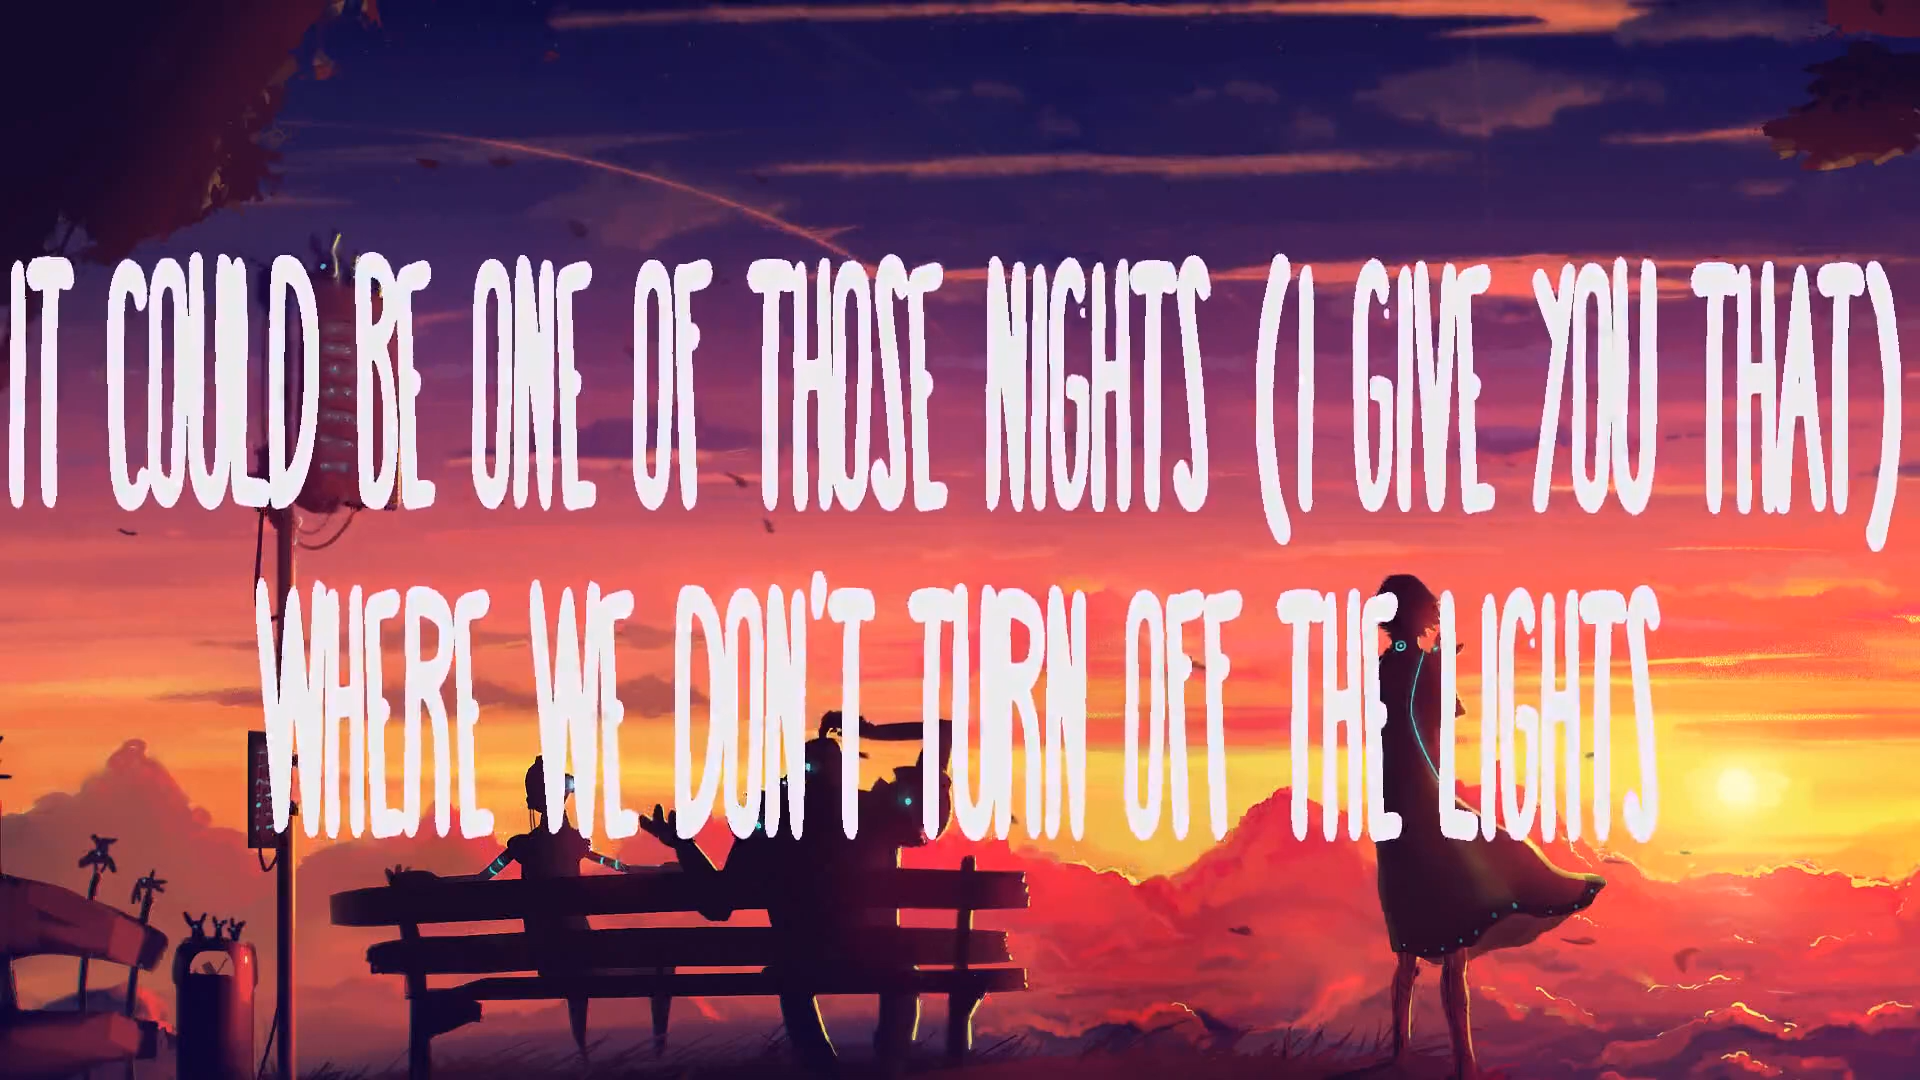 IT COULD BE ONE OF THOSE NIGHTS (I GIVE YOU THAT)
WHERE WE DON'T TURN OFF THE LIGHTS